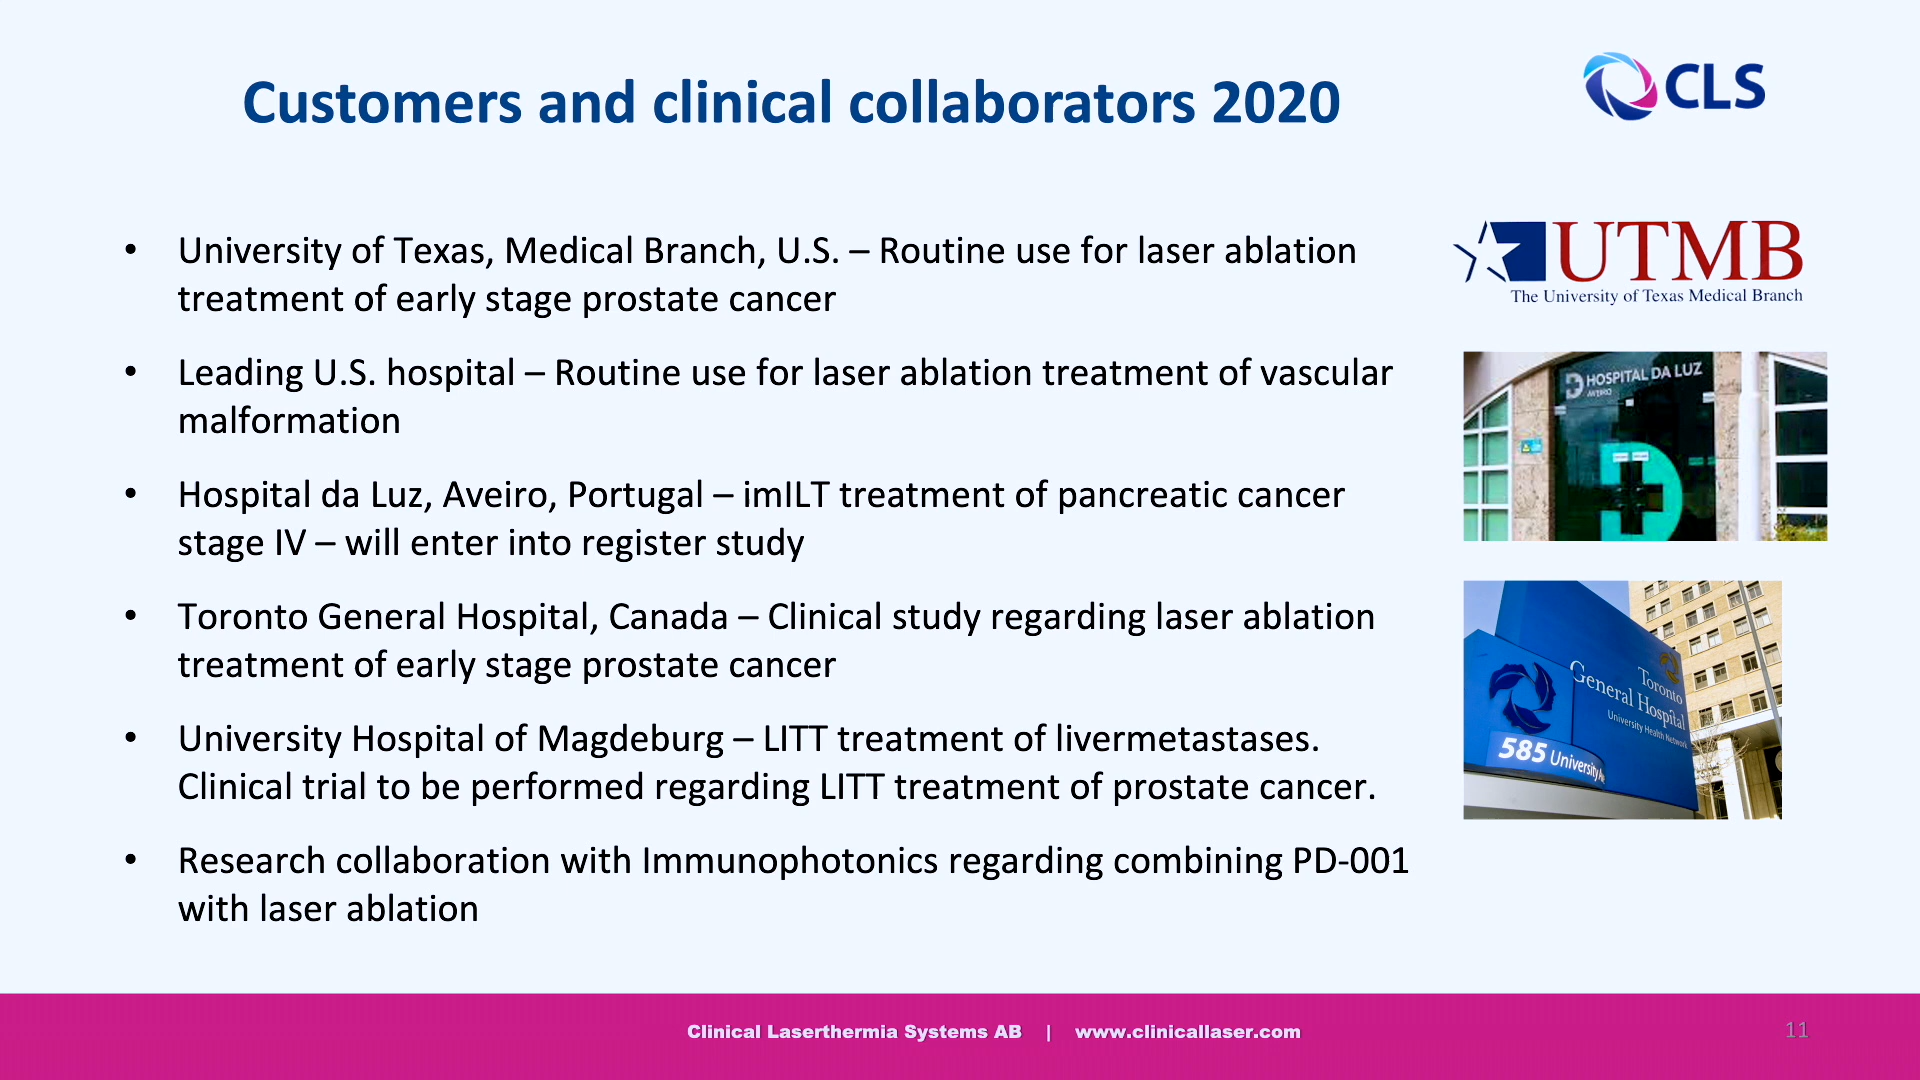 Customers and clinical collaborators 2020
CLS
• University of Texas, Medical Branch, U.S. – Routine use for laser ablation
treatment of early stage prostate cancer
• Leading U.S. hospital – Routine use for laser ablation treatment of vascular
malformation
• Hospital da Luz, Aveiro, Portugal – imILT treatment of pancreatic cancer
stage IV – will enter into register study
• Toronto General Hospital, Canada – Clinical study regarding laser ablation
treatment of early stage prostate cancer
• University Hospital of Magdeburg – LITT treatment of livermetastases.
Clinical trial to be performed regarding LITT treatment of prostate cancer.
• Research collaboration with Immunophotonics regarding combining PD-001
with laser ablation
UTMB
The University of Texas Medical Branch
HOSPITAL DA LUZ
AVEIRO
Toronto
General Hospital
University Health Network
585 University
Clinical Laserthermia Systems AB | www.clinicallaser.com
11